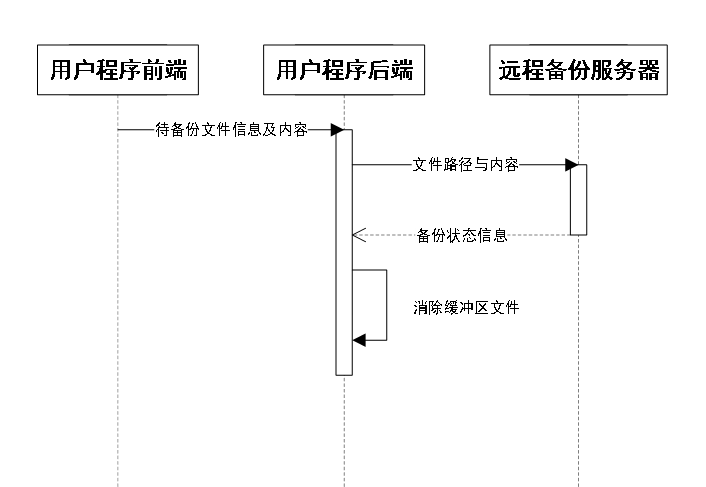 用户程序前端
用户程序后端
远程备份服务器
待备份文件信息及内容
文件路径与内容
备份状态信息
消除缓冲区文件